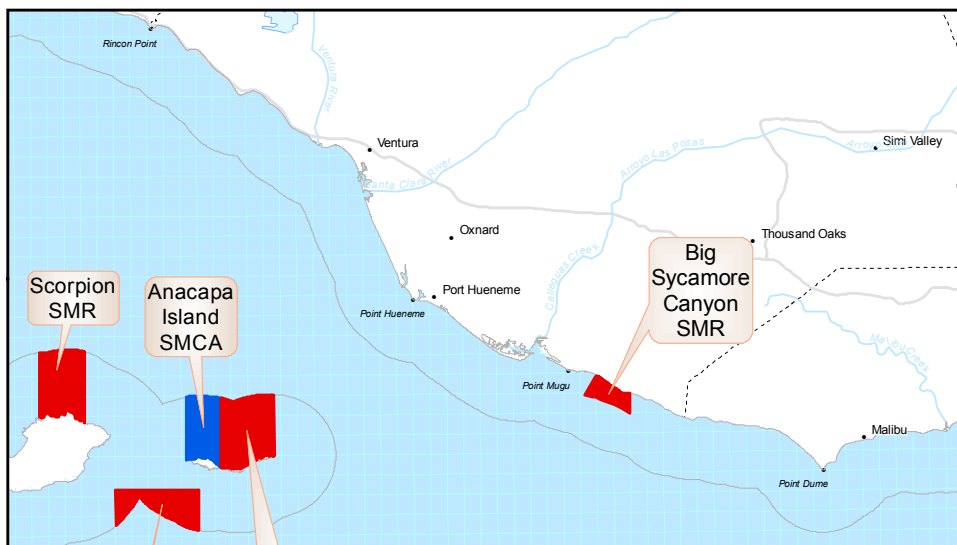 Rincon Point
Ventura River
Ventura
Santa Clara River
Arroyo Las Posas
Simi Valley
Arroyo
Oxnard
Thousand Oaks
Calleguas Creek
Big
Sycamore
Canyon
SMR
Scorpion
SMR
Anacapa
Island
SMCA
Port Hueneme
Point Hueneme
Malibu Creek
Point Mugu
Malibu
Point Dume